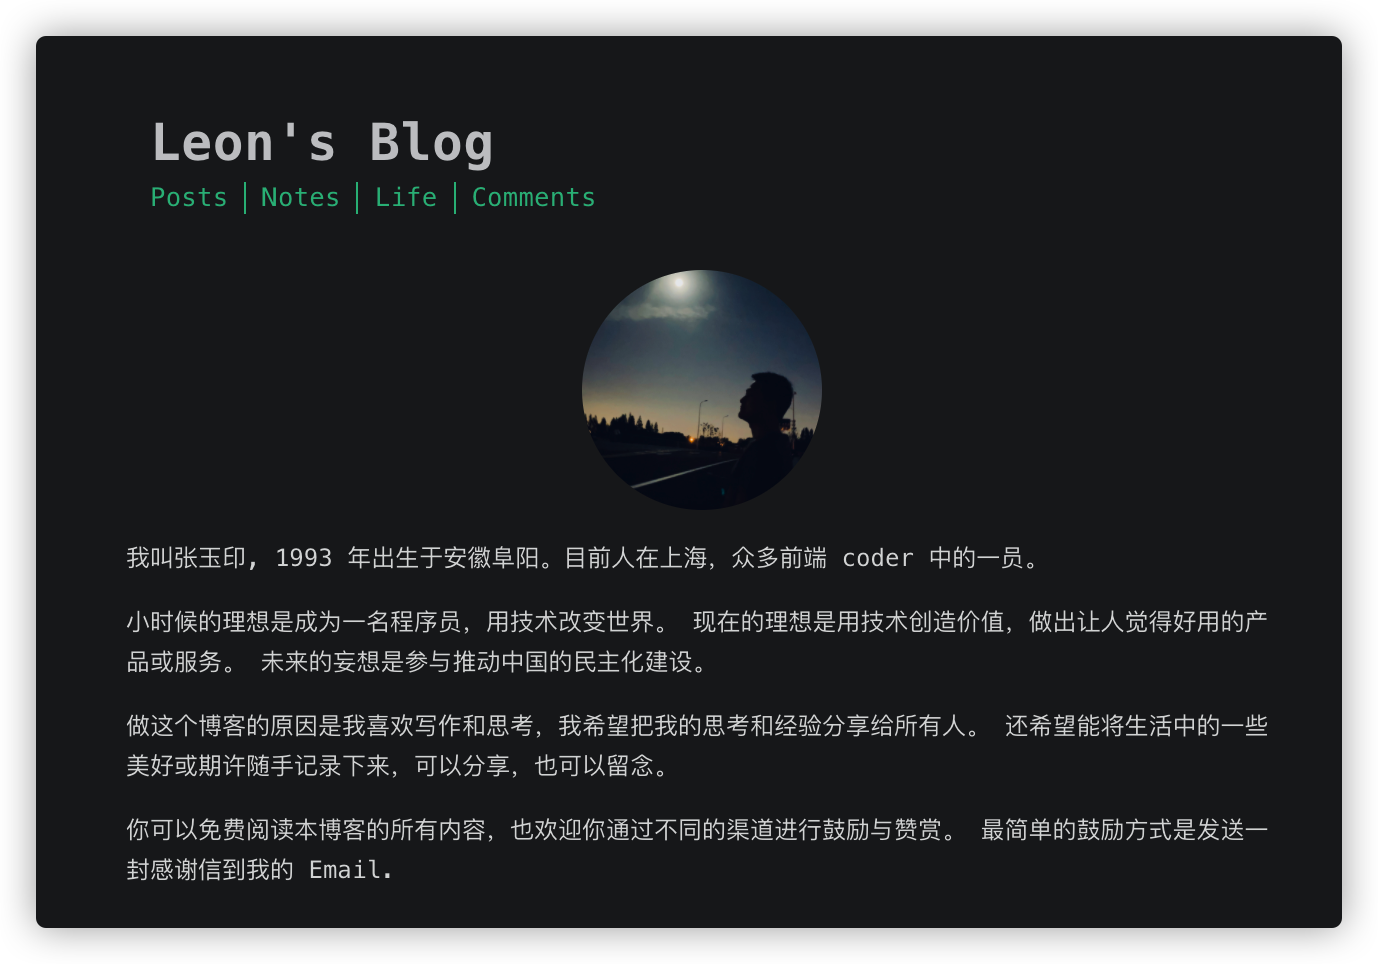 Leon's Blog
Posts | Notes | Life | Comments
我叫张玉印, 1993 年出生于安徽阜阳。目前人在上海，众多前端 coder 中的一员。
小时候的理想是成为一名程序员，用技术改变世界。 现在的理想是用技术创造价值，做出让人觉得好用的产
品或服务。 未来的妄想是参与推动中国的民主化建设。
做这个博客的原因是我喜欢写作和思考，我希望把我的思考和经验分享给所有人。 还希望能将生活中的一些
美好或期许随手记录下来，可以分享，也可以留念。
你可以免费阅读本博客的所有内容，也欢迎你通过不同的渠道进行鼓励与赞赏。 最简单的鼓励方式是发送一
封感谢信到我的 Email.